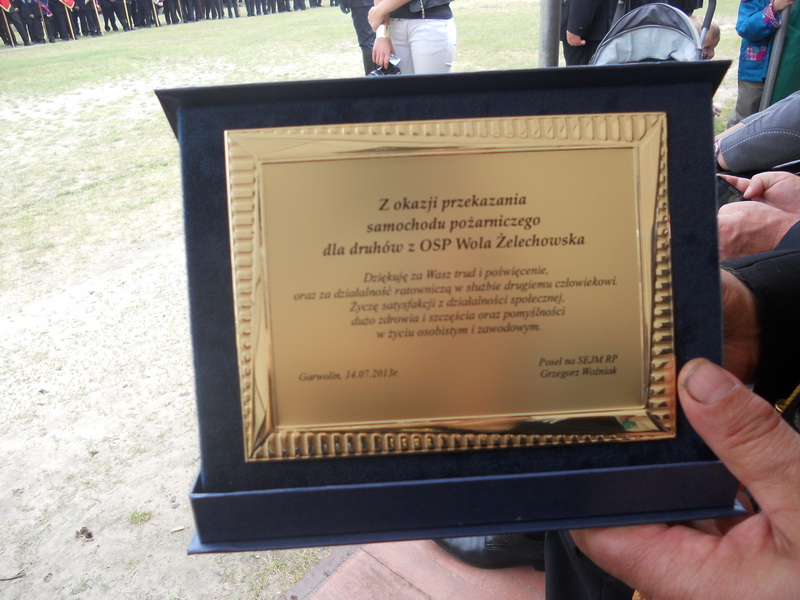 Z okazji przekazania
samochodu pożarniczego
dla druhów z OSP Wola Żelechowska
Dziękuję za Wasz trud i poświęcenie,
oraz za działalność ratowniczą w służbie drugiemu człowiekowi.
Życzę satysfakcji z działalności społecznej,
dużo zdrowia i szczęścia oraz pomyślności
w życiu osobistym i zawodowym.
Garwolin, 14.07.2013r.
Poseł na SEJM RP
Grzegorz Woźniak